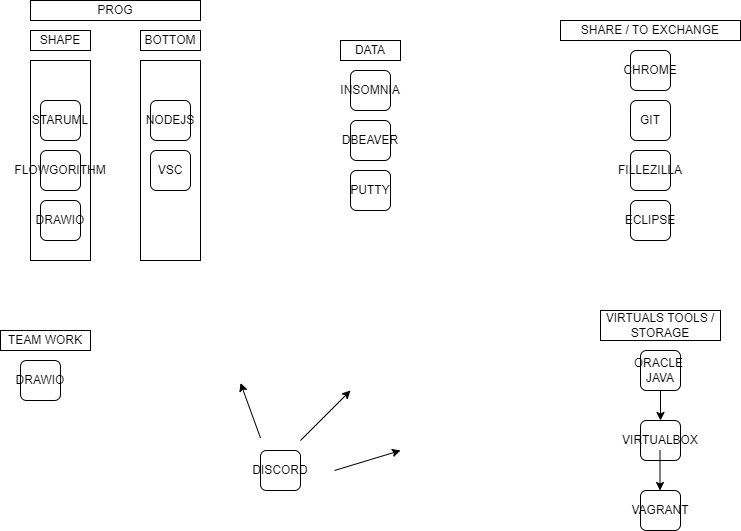 PROG
SHAPE
BOTTOM
STARUML
FLOWGORITHM
DRAWIO
NODEJS
VSC
DATA
INSOMNIA
DBEAVER
PUTTY
SHARE / TO EXCHANGE
CHROME
GIT
FILLEZILLA
ECLIPSE
TEAM WORK
DRAWIO
DISCORD
VIRTUALS TOOLS /
STORAGE
ORACLE
JAVA
VIRTUALBOX
VAGRANT